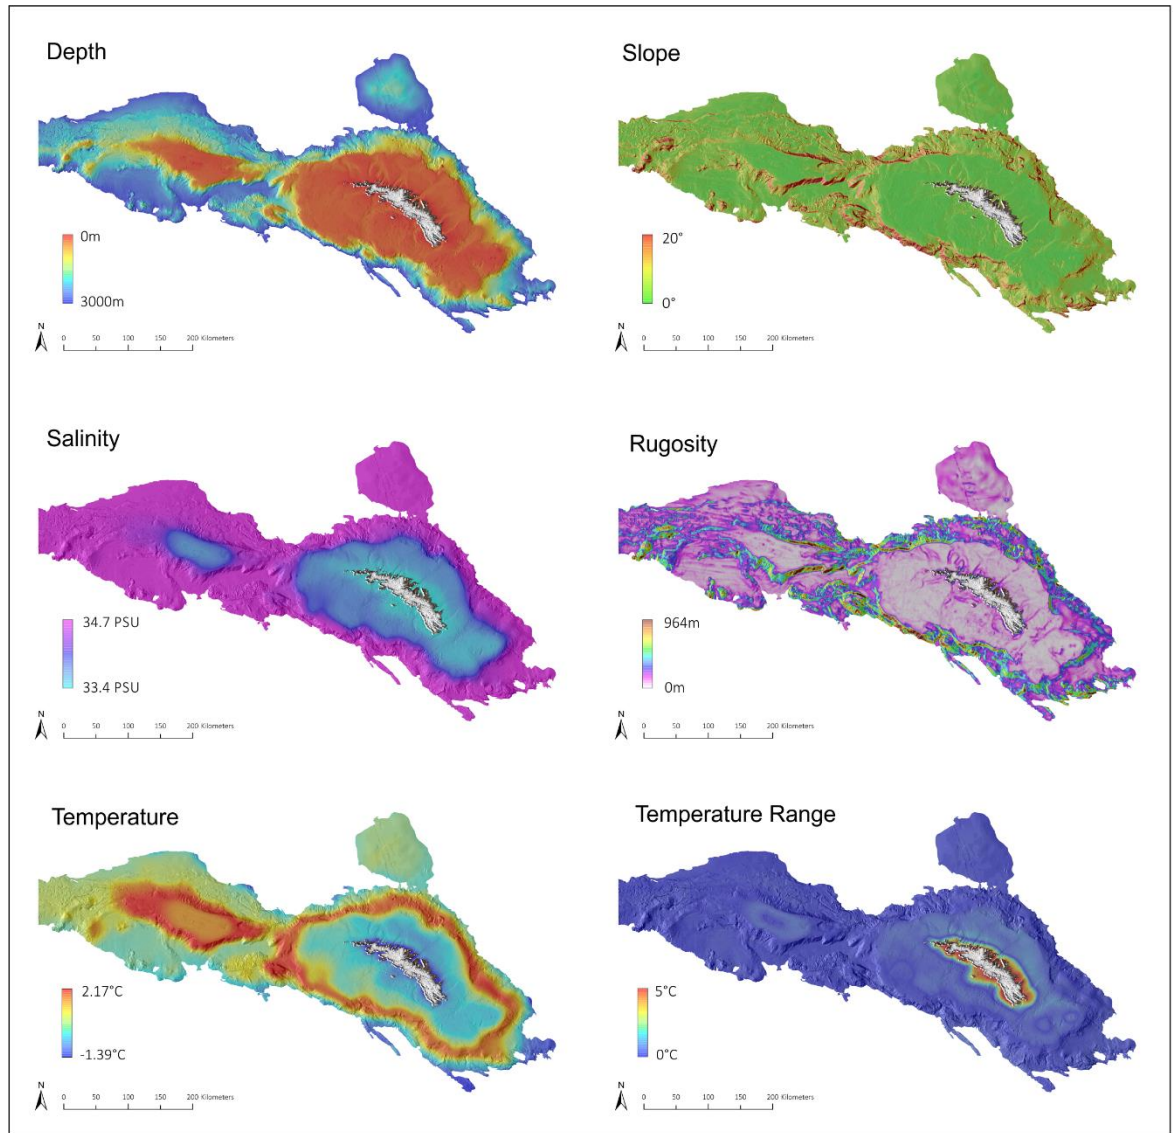 Depth
0m
3000m
N
0 50 100 150 200 Kilometers
Slope
20°
0°
N
0 50 100 150 200 Kilometers
Salinity
34.7 PSU
33.4 PSU
N
0 50 100 150 200 Kilometers
Rugosity
964m
0m
N
0 50 100 150 200 Kilometers
Temperature
2.17°C
-1.39°C
N
0 50 100 150 200 Kilometers
Temperature Range
5°C
0°C
N
0 50 100 150 200 Kilometers